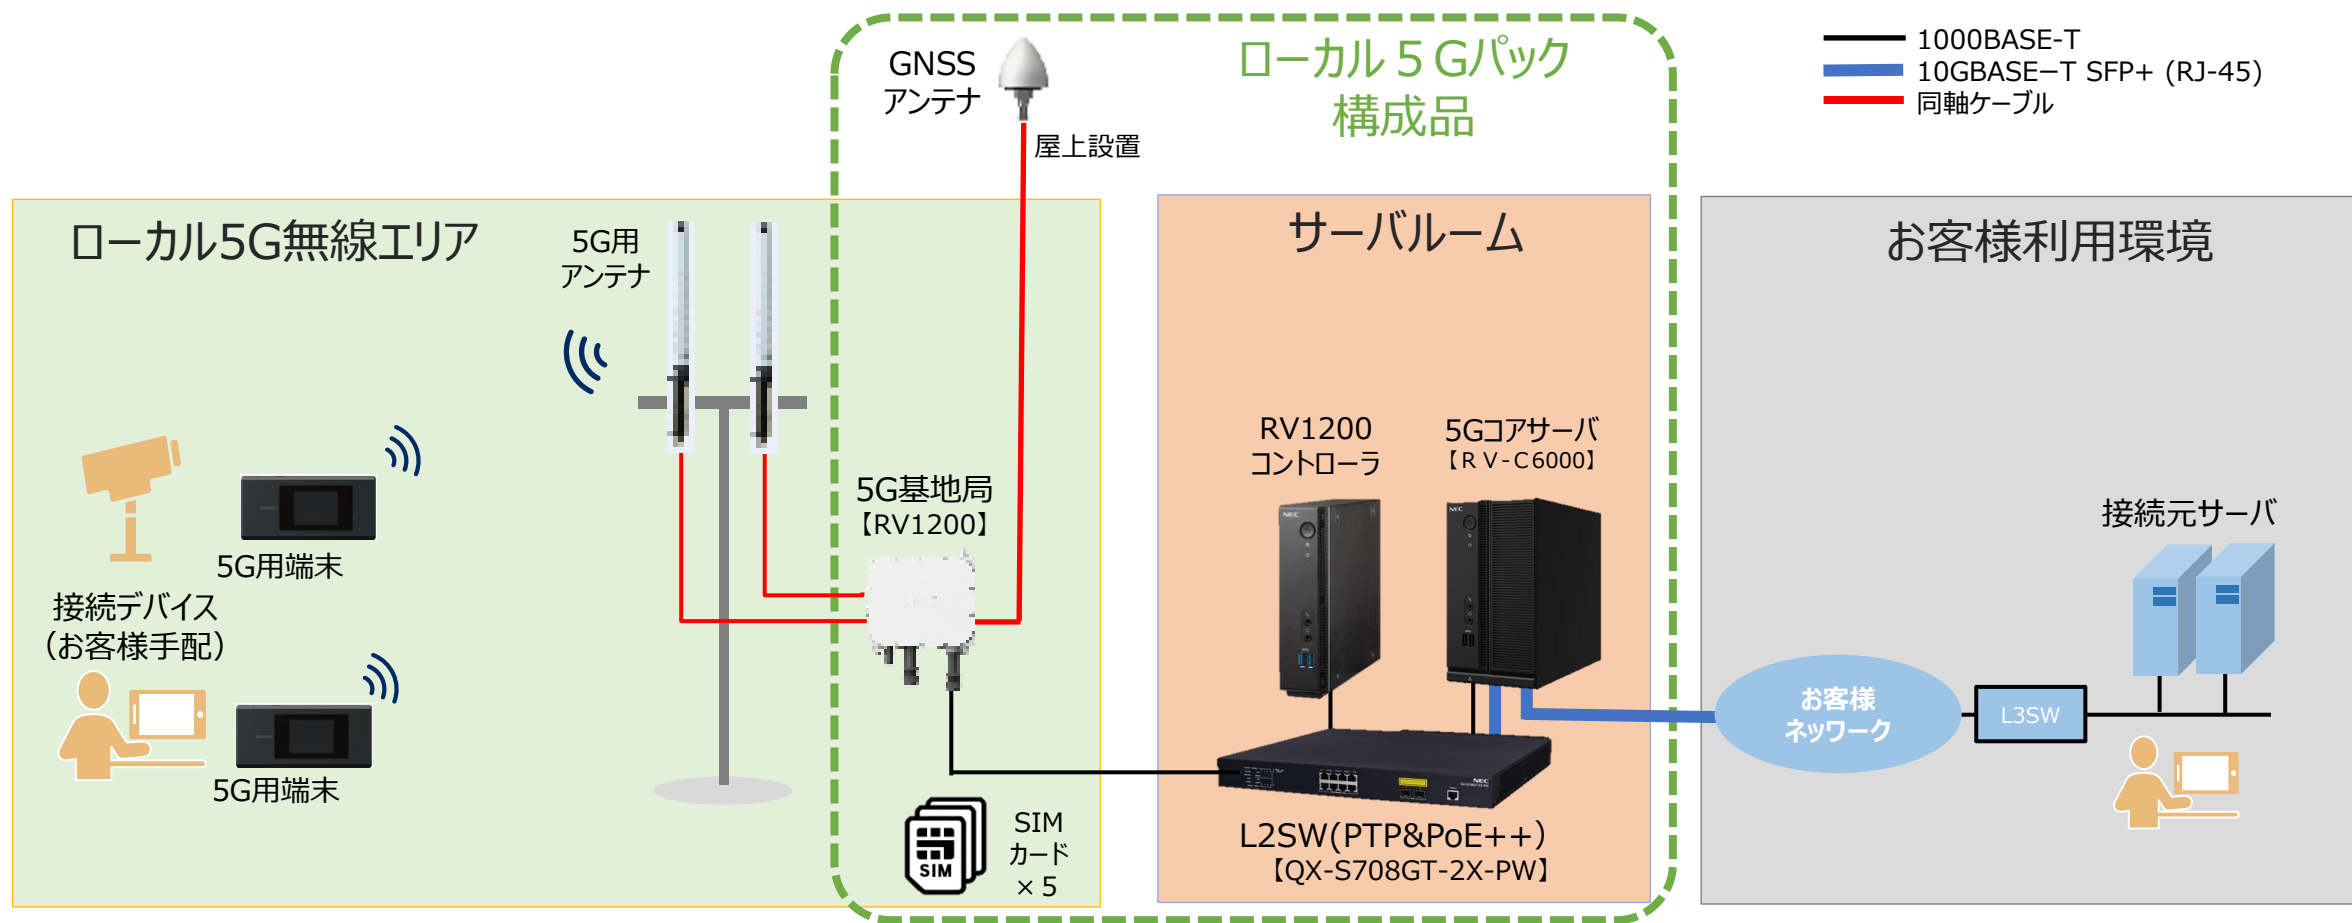 ローカル５Gパック
構成品
1000BASE-T
10GBASE－T SFP+ (RJ-45)
同軸ケーブル
GNSS
アンテナ
屋上設置
ローカル5G無線エリア
サーバルーム
お客様利用環境
5G用
アンテナ
RV1200
コントローラ
5Gコアサーバ
【ＲＶ-Ｃ6000】
5G基地局
【RV1200】
接続元サーバ
NEC
NEC
5G用端末
接続デバイス
（お客様手配）
5G用端末
お客様
ネットワーク
L3SW
NEC
SIM
SIM
カード
×５
L2SW(PTP&PoE++）
【QX-S708GT-2X-PW】